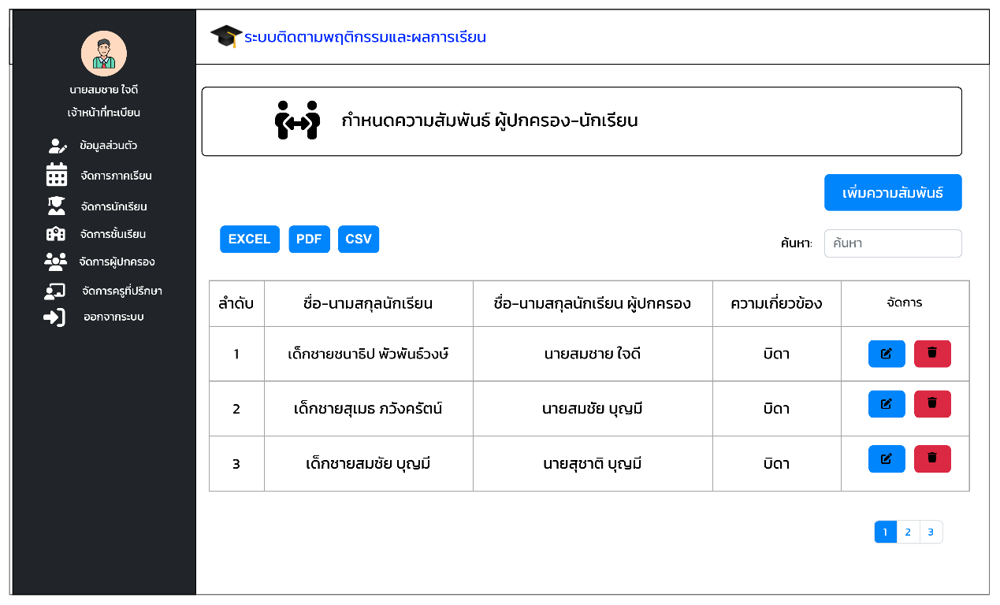 ระบบติดตามพฤติกรรมและผลการเรียน
นายสมชาย ใจดี
เจ้าหน้าที่ทะเบียน
ข้อมูลส่วนตัว
จัดการภาคเรียน
จัดการนักเรียน
จัดการชั้นเรียน
จัดการผู้ปกครอง
จัดการครูที่ปรึกษา
ออกจากระบบ
กำหนดความสัมพันธ์ ผู้ปกครอง-นักเรียน
เพิ่มความสัมพันธ์
EXCEL PDF CSV
ค้นหา: ค้นหา
ลำดับ ชื่อ-นามสกุลนักเรียน ชื่อ-นามสกุลนักเรียน ผู้ปกครอง ความเกี่ยวข้อง จัดการ
1 เด็กชายชนาธิป พัวพันธ์วงษ์ นายสมชาย ใจดี บิดา
2 เด็กชายสุเมธ ภวังครัตน์ นายสมชัย บุญมี บิดา
3 เด็กชายสมชัย บุญมี นายสุชาติ บุญมี บิดา
1 2 3